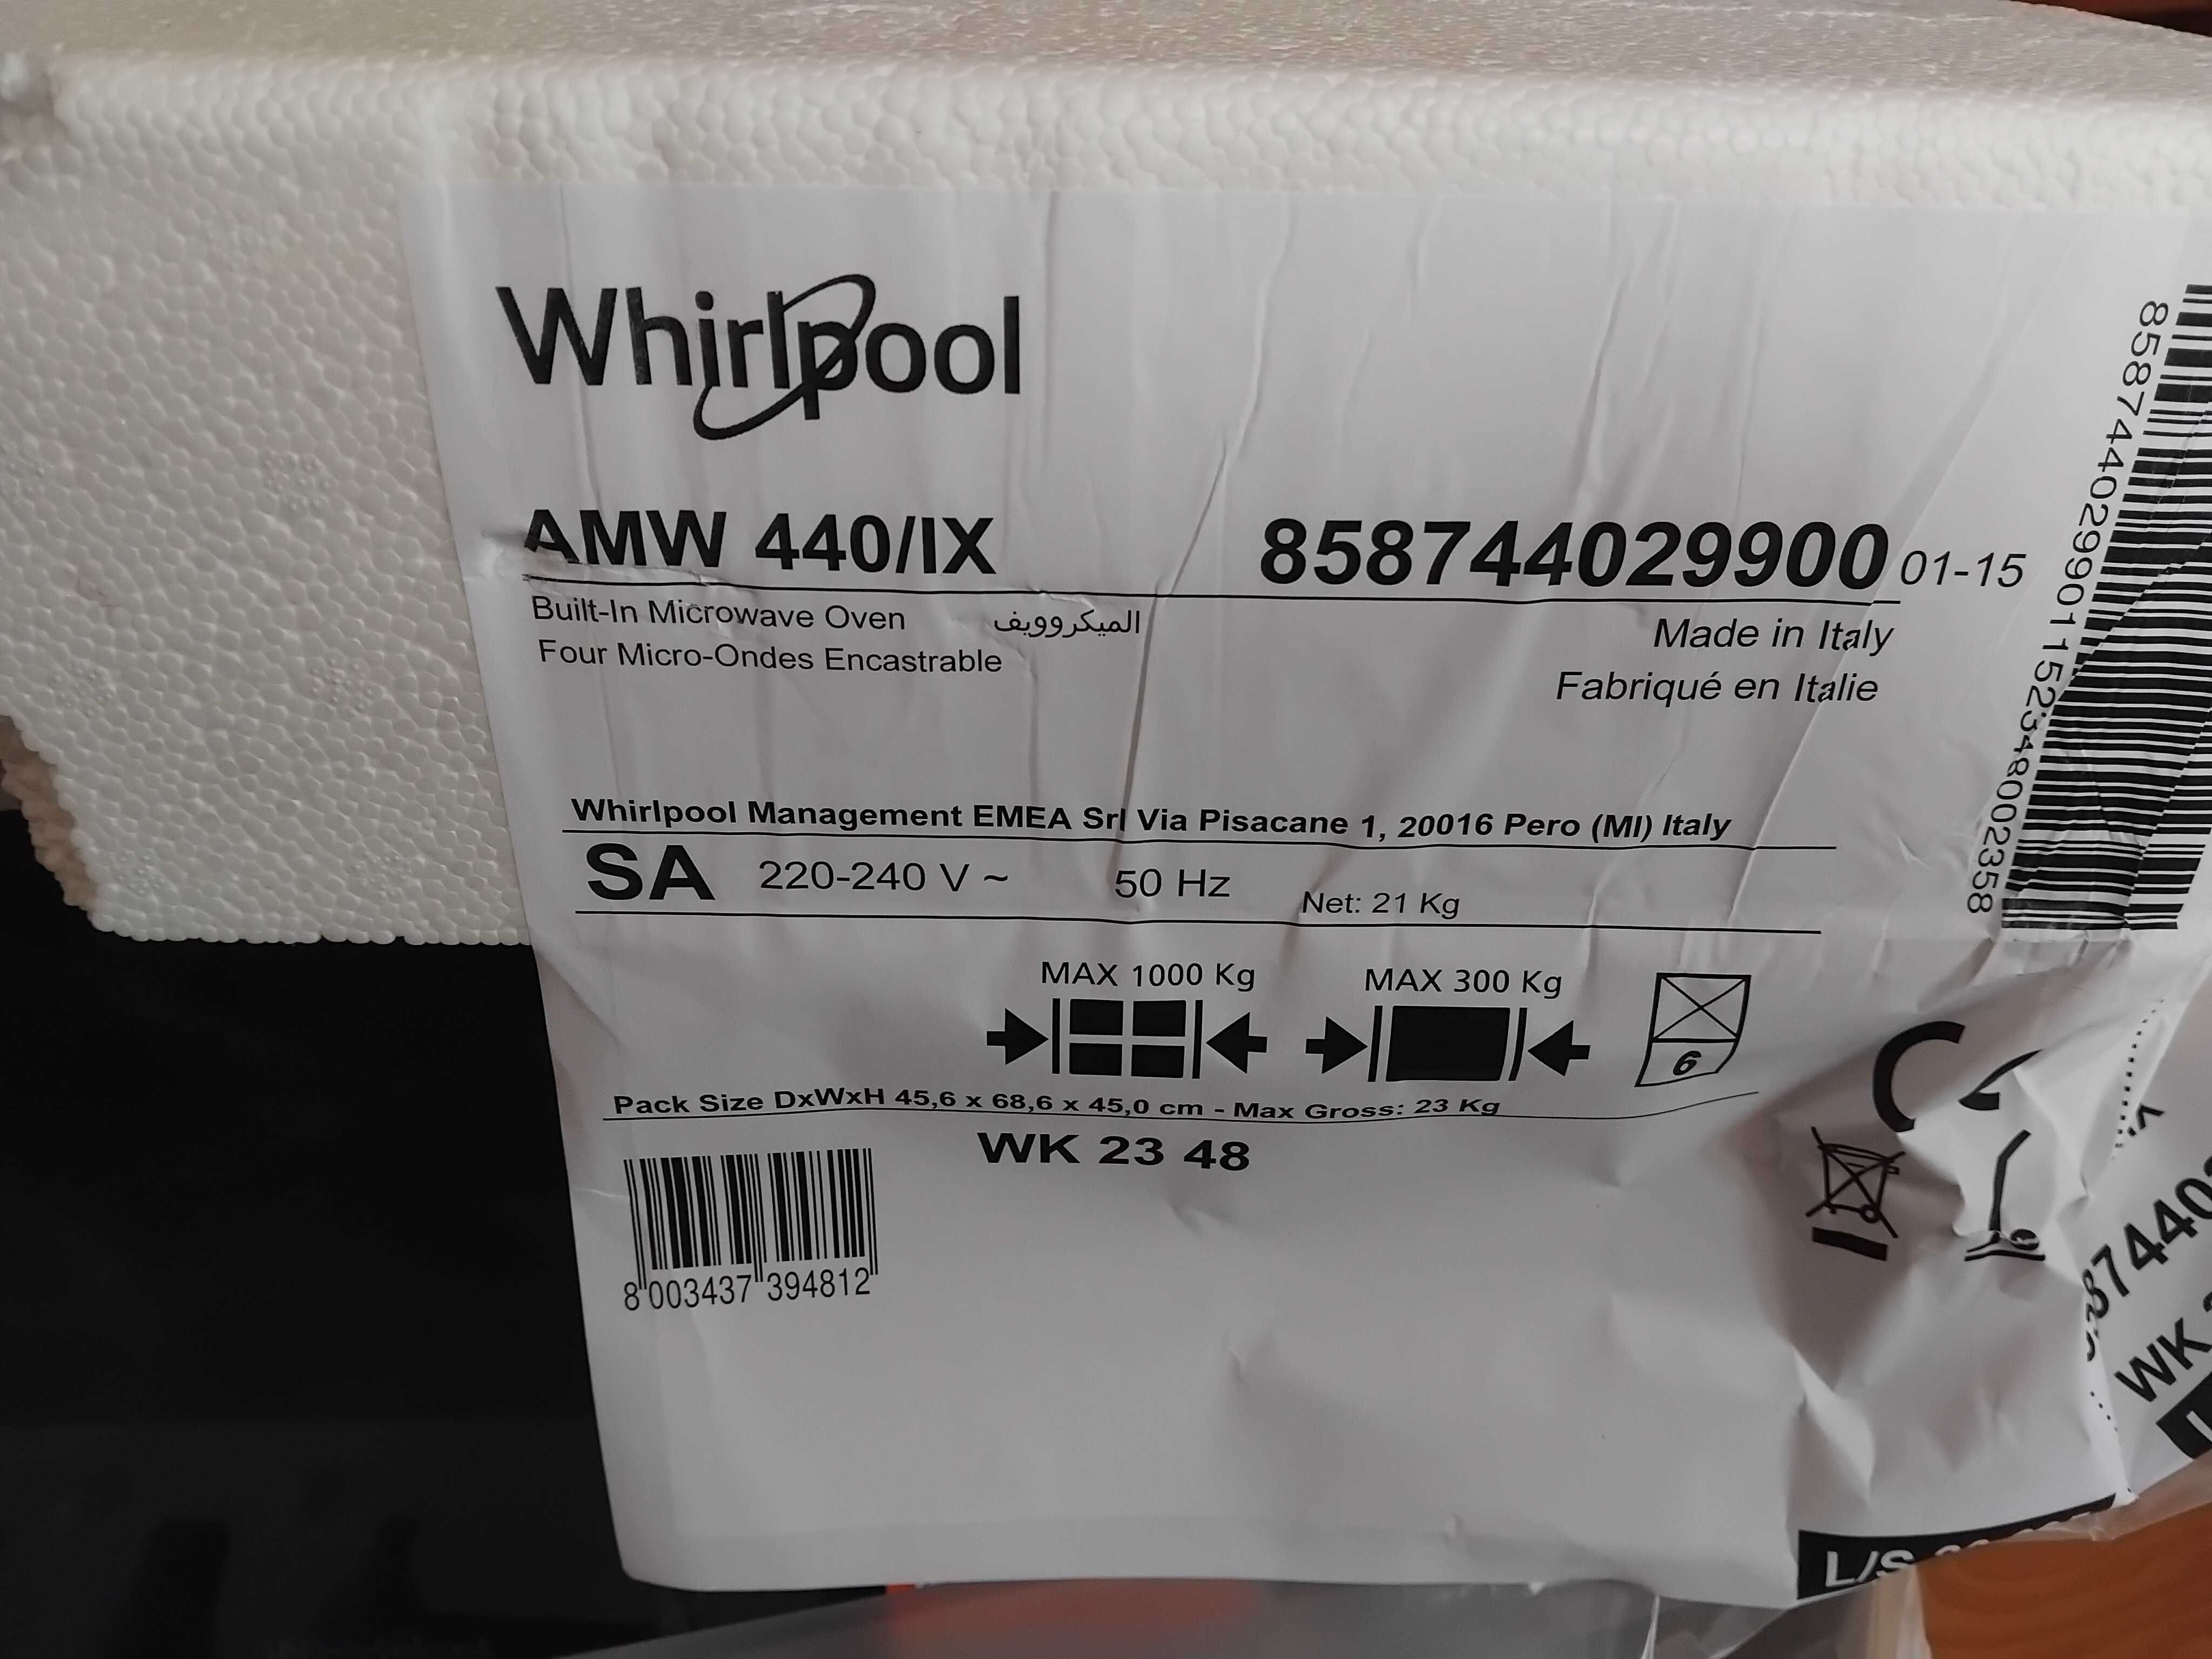 Whirlpool
AMW 440/IX 858744029900 01-15
Built-In Microwave Oven الميكروويف
Four Micro-Ondes Encastrable
Made in Italy
Fabriqué en Italie
Whirlpool Management EMEA Srl Via Pisacane 1, 20016 Pero (MI) Italy
SA 220-240 V ~ 50 Hz Net: 21 Kg
MAX 1000 Kg MAX 300 Kg
6
Pack Size DxWxH 45,6 x 68,6 x 45,0 cm - Max Gross: 23 Kg
WK 23 48
8 003437 394812
CE
858744029901152348002358
WK
L/S